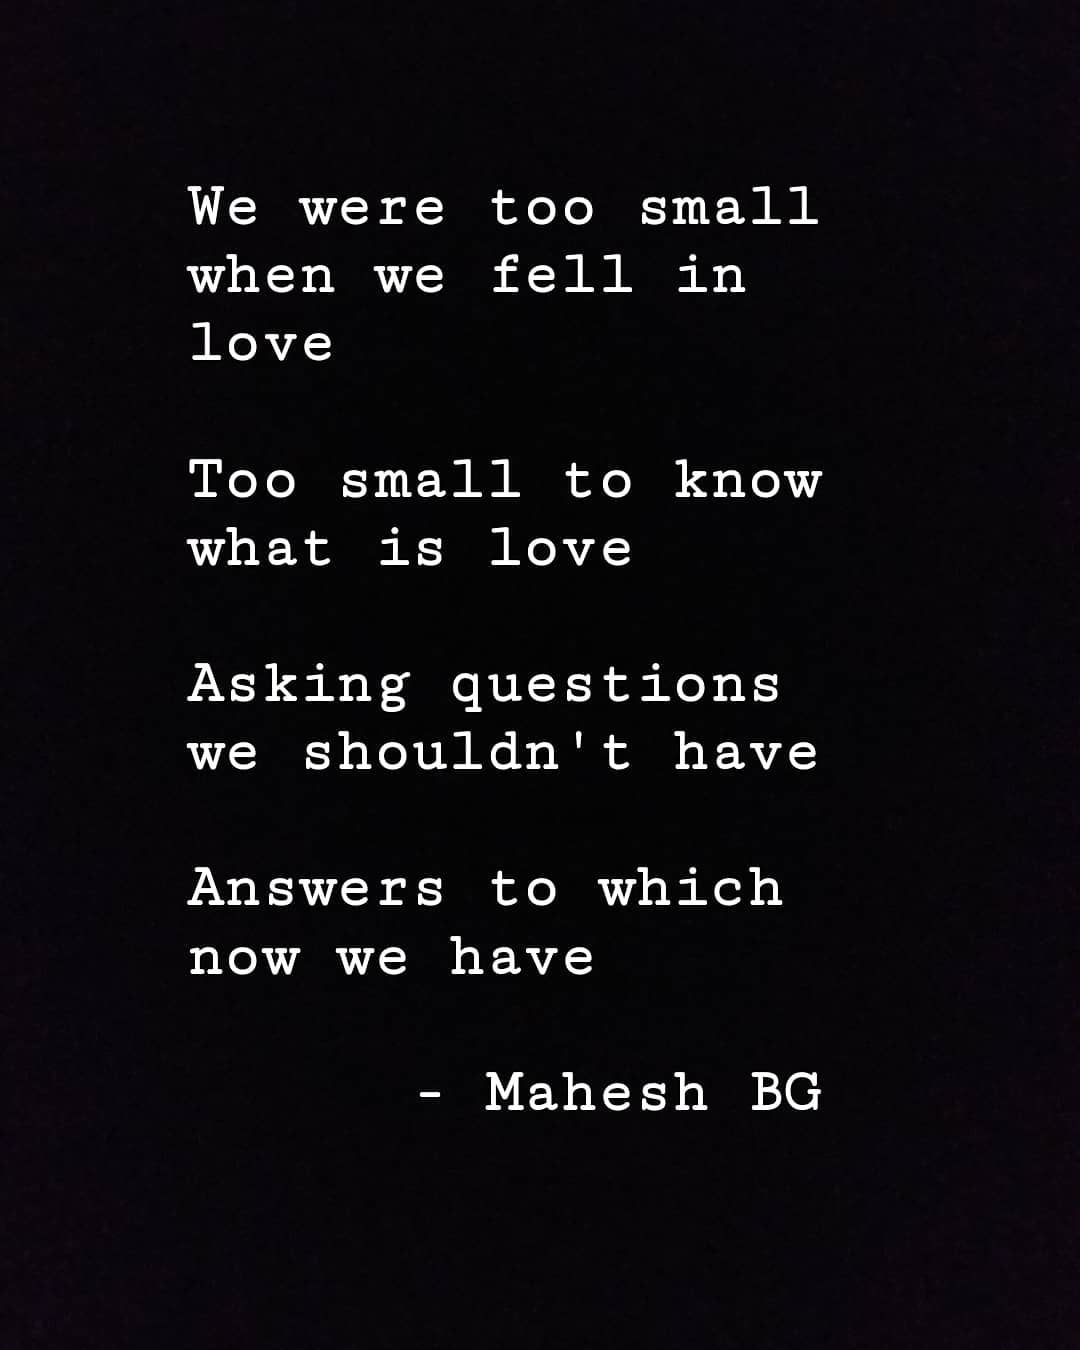 We were too small
when we fell in
love
Too small to know
what is love
Asking questions
we shouldn't have
Answers to which
now we have
- Mahesh BG